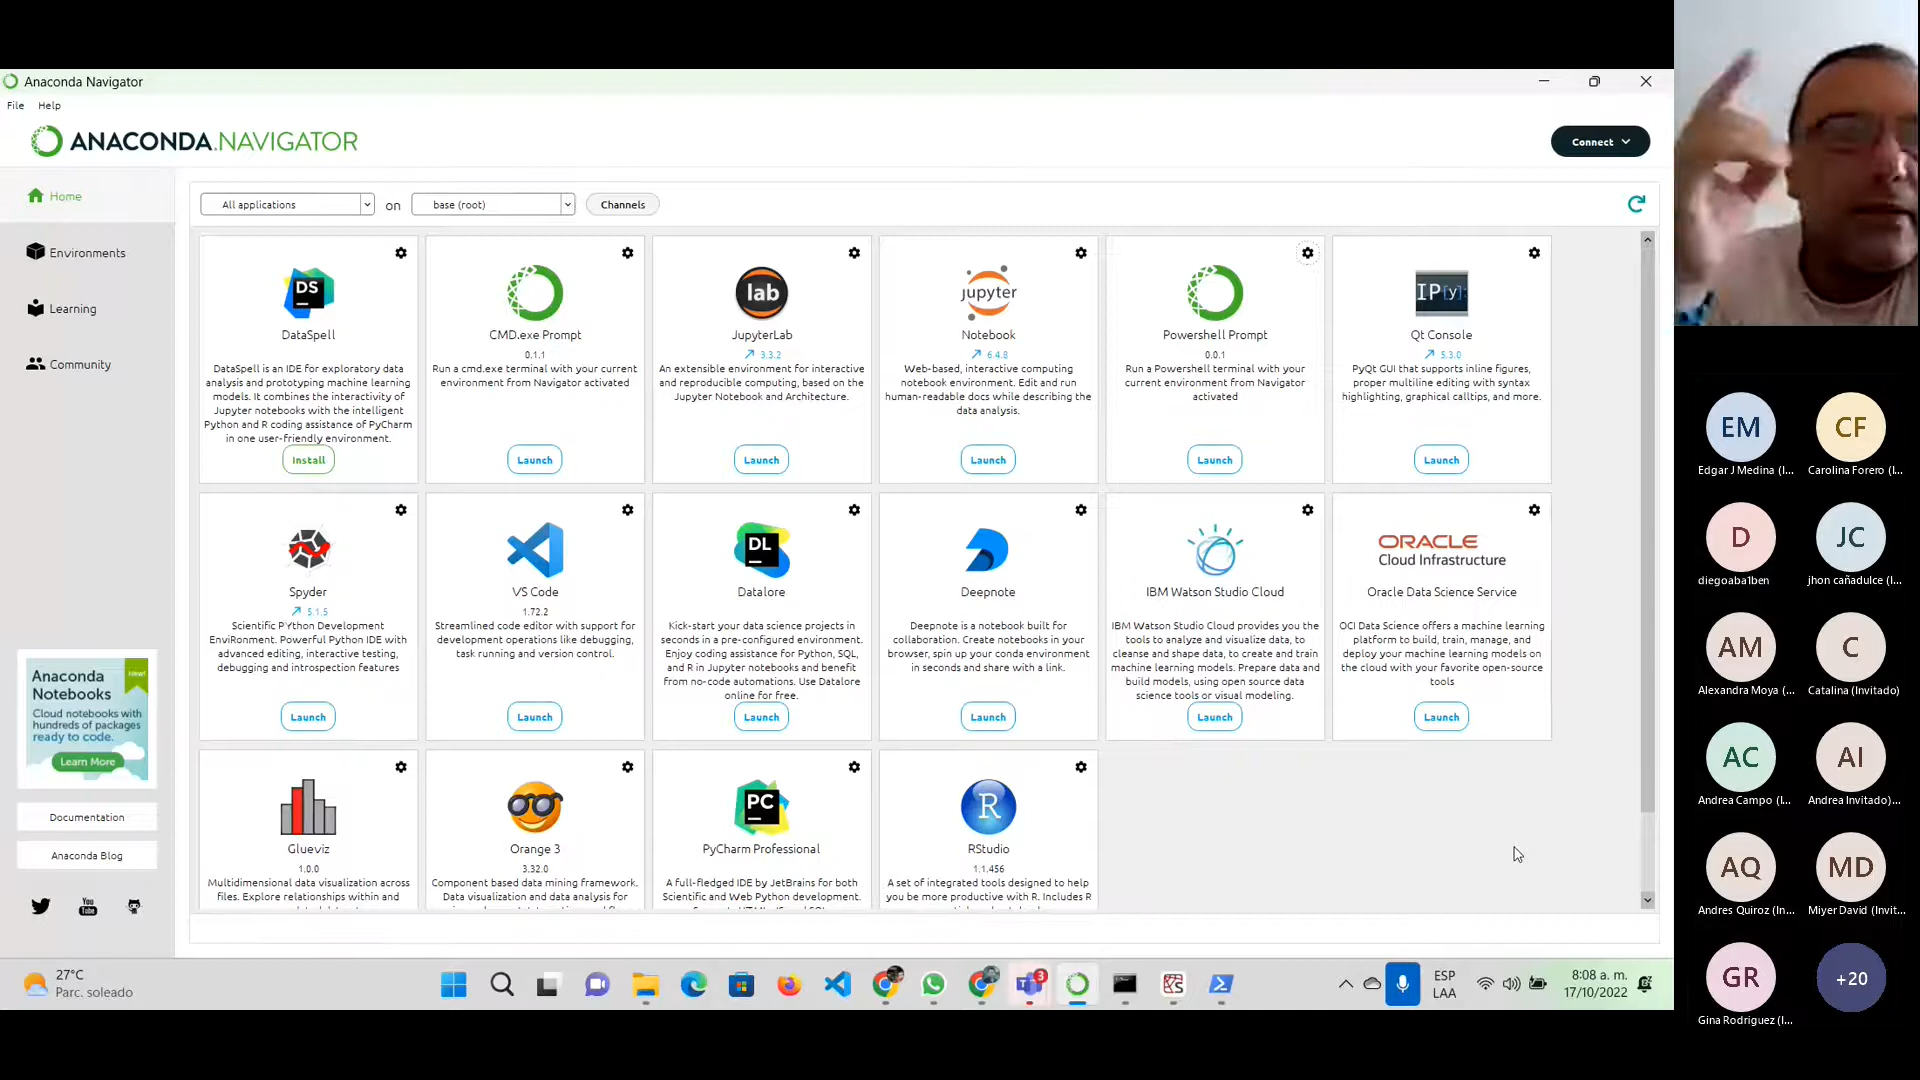 Anaconda Navigator
File Help
ANACONDA.NAVIGATOR
Connect
Home
Environments
Learning
Community
All applications on base (root) Channels
DS
DataSpell
DataSpell is an IDE for exploratory data
analysis and prototyping machine learning
models. It combines the interactivity of
Jupyter notebooks with the intelligent
Python and R coding assistance of PyCharm
in one user-friendly environment.
Install
CMD.exe Prompt
0.1.1
Run a cmd.exe terminal with your current
environment from Navigator activated
Launch
lab
JupyterLab
3.3.2
An extensible environment for interactive
and reproducible computing, based on the
Jupyter Notebook and Architecture.
Launch
jupyter
Notebook
6.4.8
Web-based, interactive computing
notebook environment. Edit and run
human-readable docs while describing the
data analysis.
Launch
Powershell Prompt
0.0.1
Run a Powershell terminal with your
current environment from Navigator
activated
Launch
IP[y]:
Qt Console
5.3.0
PyQt GUI that supports inline figures,
proper multiline editing with syntax
highlighting, graphical calltips, and more.
Launch
Spyder
5.1.5
Scientific PYthon Development
EnviRonment. Powerful Python IDE with
advanced editing, interactive testing,
debugging and introspection features
Launch
VS Code
1.72.2
Streamlined code editor with support for
development operations like debugging,
task running and version control.
Launch
DL
Datalore
Kick-start your data science projects in
seconds in a pre-configured environment.
Enjoy coding assistance for Python, SQL,
and R in Jupyter notebooks and benefit
from no-code automations. Use Datalore
online for free.
Launch
Deepnote
Deepnote is a notebook built for
collaboration. Create notebooks in your
browser, spin up your conda environment
in seconds and share with a link.
Launch
IBM Watson Studio Cloud
IBM Watson Studio Cloud provides you the
tools to analyze and visualize data, to
cleanse and shape data, to create and train
machine learning models. Prepare data and
build models, using open source data
science tools or visual modeling.
Launch
ORACLE
Cloud Infrastructure
Oracle Data Science Service
OCI Data Science offers a machine learning
platform to build, train, manage, and
deploy your machine learning models on
the cloud with your favorite open-source
tools
Launch
Glueviz
1.0.0
Multidimensional data visualization across
files. Explore relationships within and
Orange 3
3.32.0
Component based data mining framework.
Data visualization and data analysis for
PC
PyCharm Professional
A full-fledged IDE by JetBrains for both
Scientific and Web Python development.
R
RStudio
1.1.456
A set of integrated tools designed to help
you be more productive with R. Includes R
Anaconda
Notebooks
New!
Cloud notebooks with
hundreds of packages
ready to code.
Learn More
Documentation
Anaconda Blog
You
Tube
27°C
Parc. soleado
3
ESP
LAA
8:08 a. m.
17/10/2022
EM
Edgar J Medina (I...
CF
Carolina Forero (I...
D
diegoaba1ben
JC
jhon cañadulce (I...
AM
Alexandra Moya (...
C
Catalina (Invitado)
AC
Andrea Campo (I...
AI
Andrea Invitado)...
AQ
Andres Quiroz (In...
MD
Miyer David (Invit...
GR
Gina Rodriguez (I...
+20